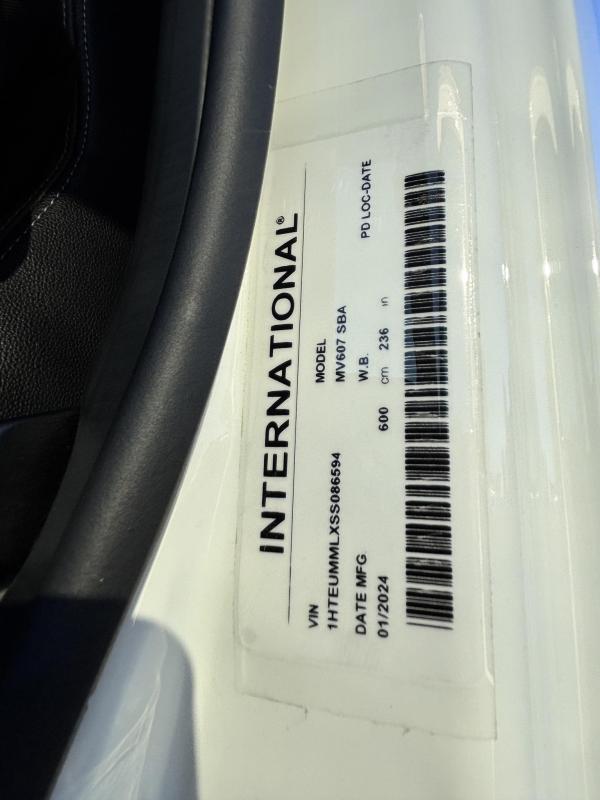 INTERNATIONAL®
VIN MODEL
1HTEUMMLXSS086594 MV607 SBA
DATE MFG W.B. PD LOC-DATE
01/2024 600 cm 236 in